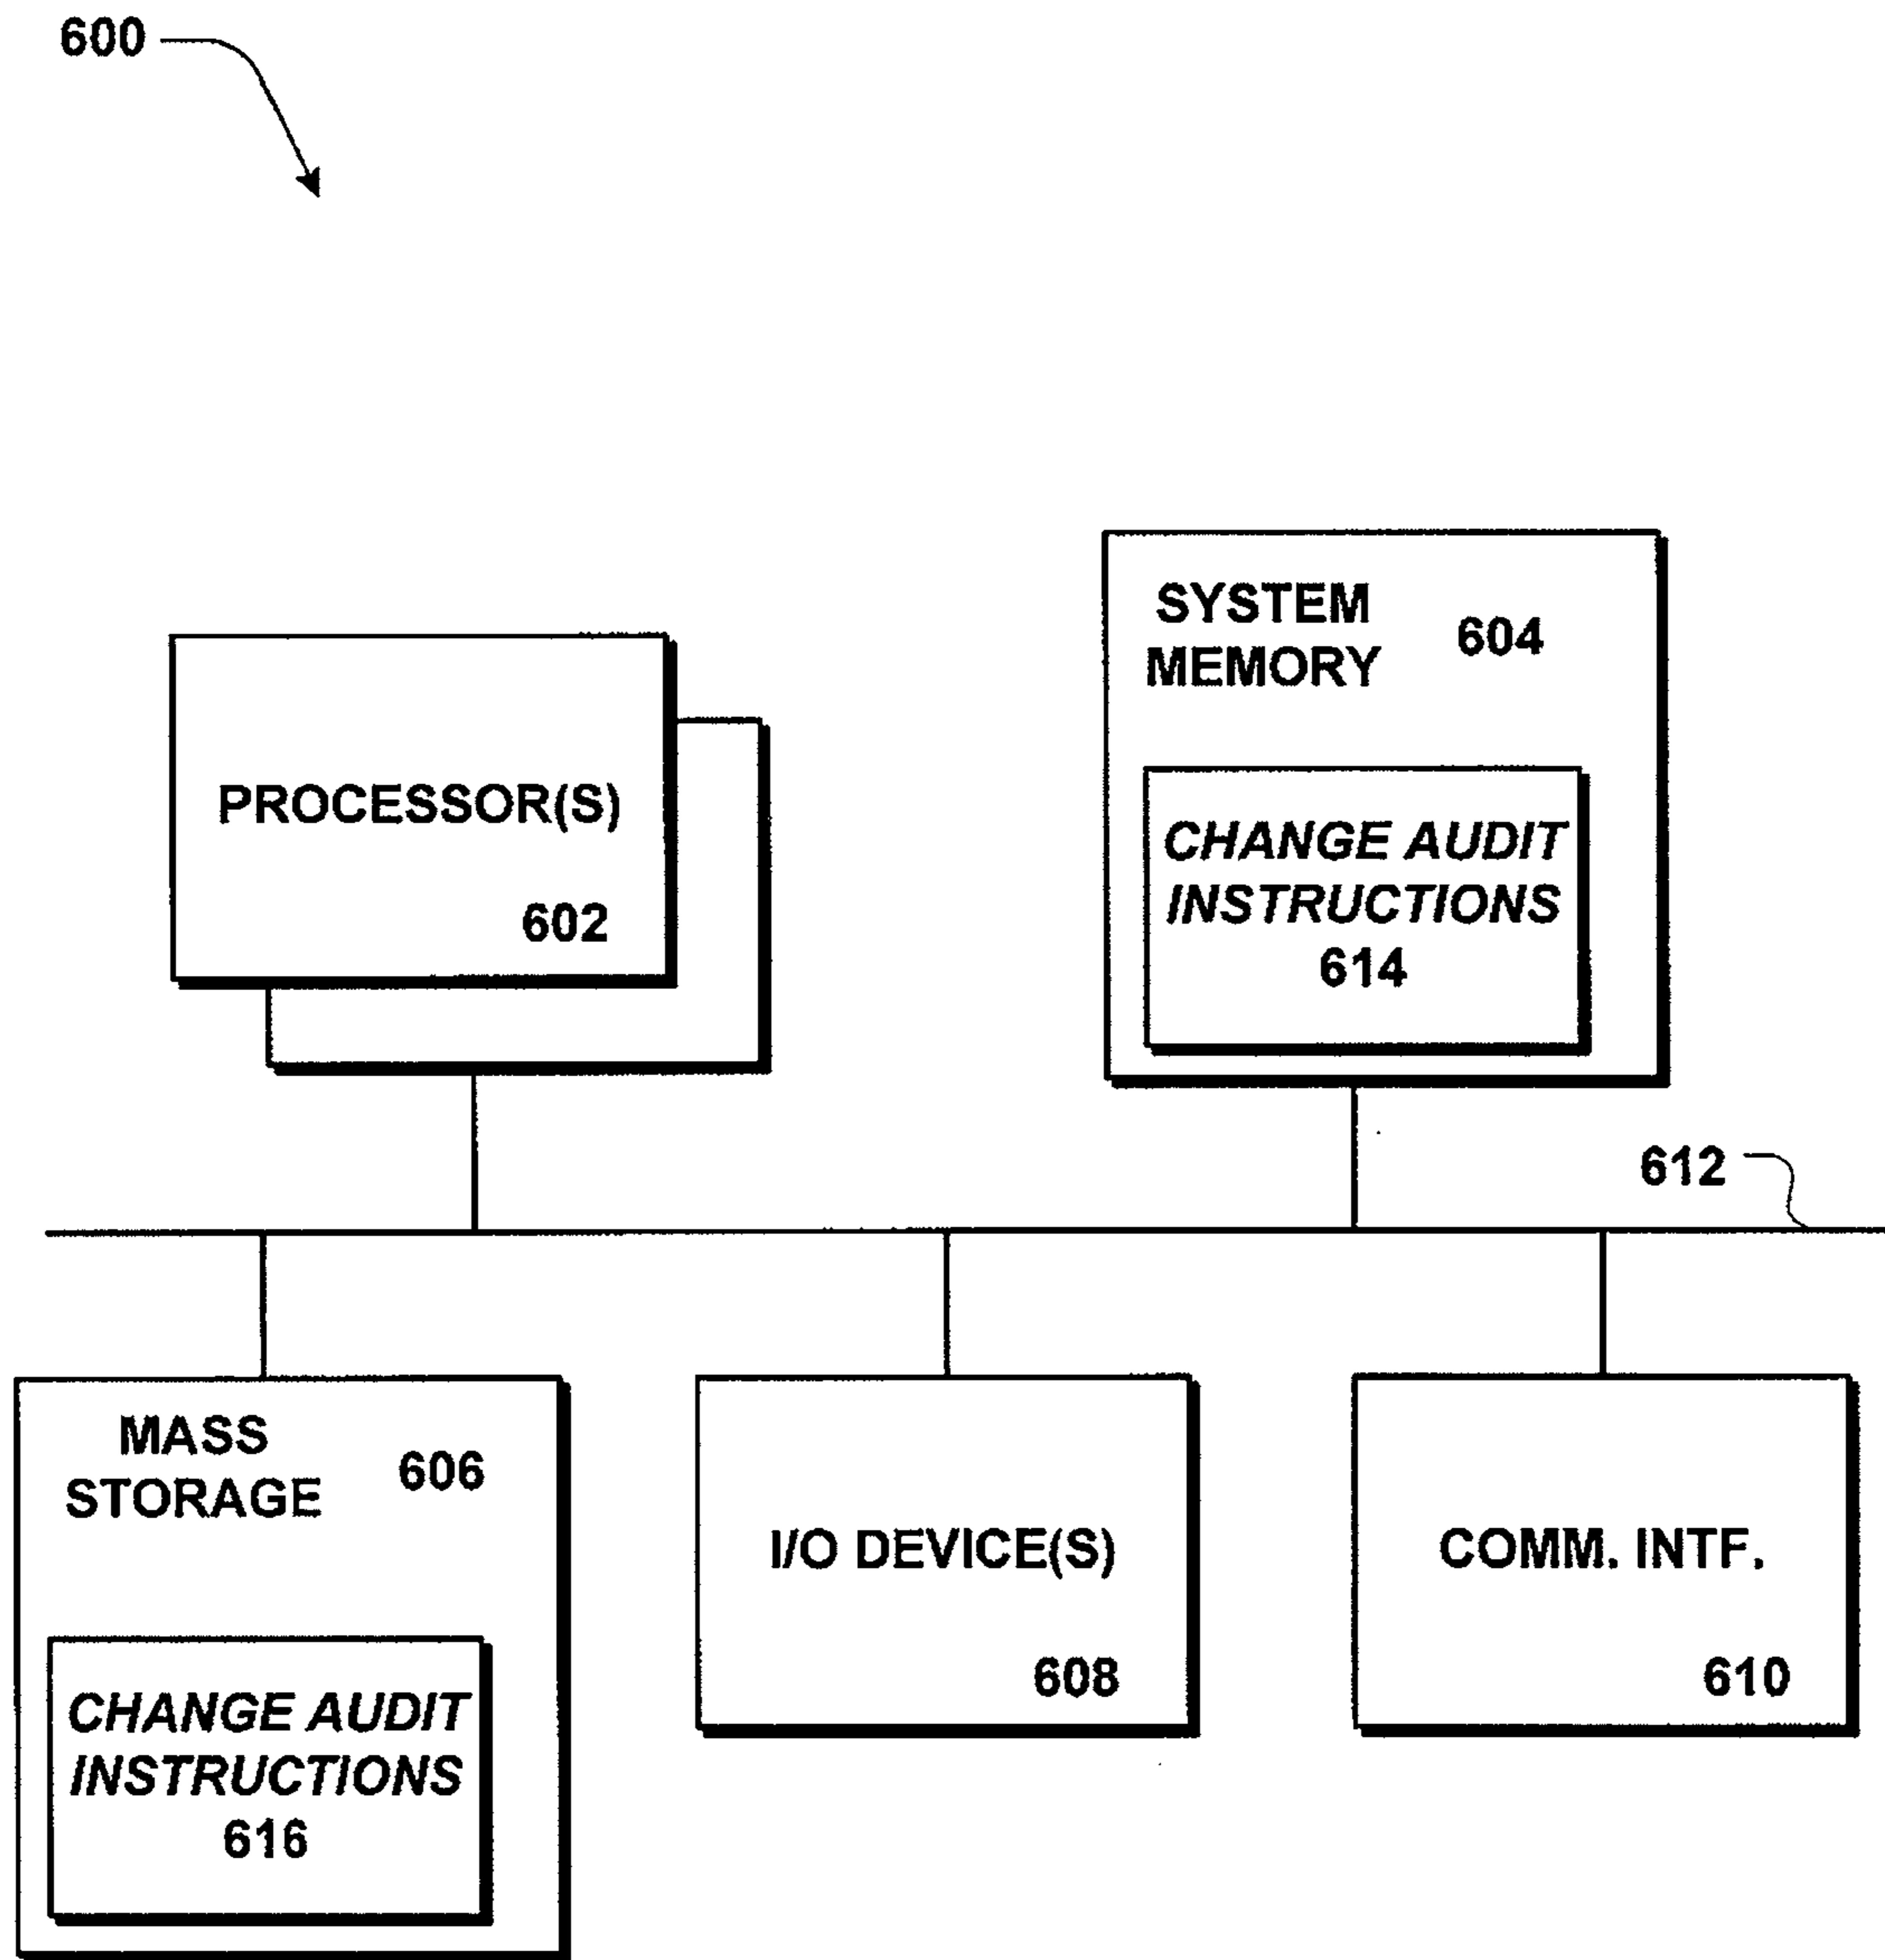 600
SYSTEM
MEMORY
604
PROCESSOR(S)
602
CHANGE AUDIT
INSTRUCTIONS
614
612
MASS
STORAGE
606
I/O DEVICE(S)
608
COMM. INTF.
610
CHANGE AUDIT
INSTRUCTIONS
616